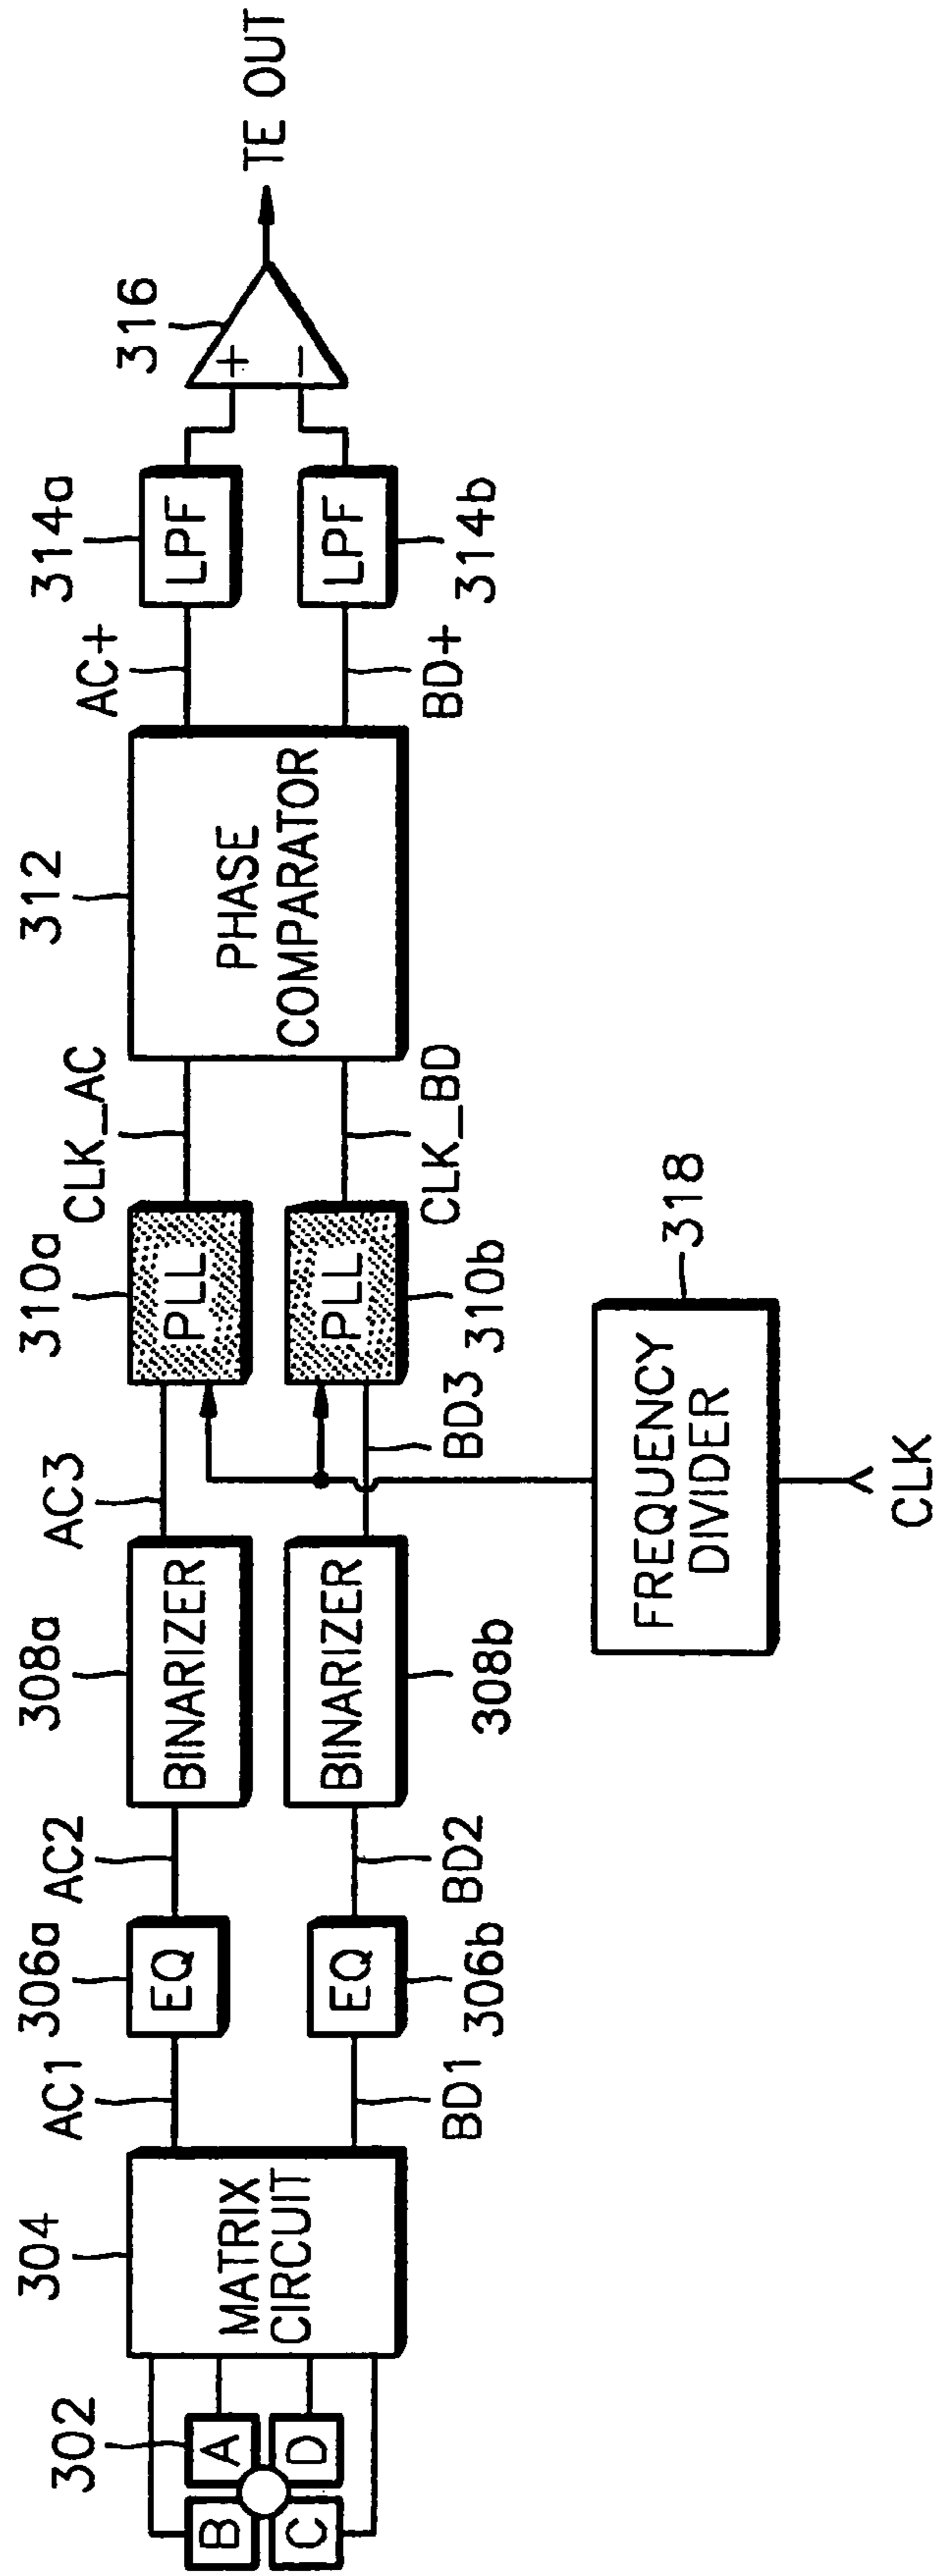 302
B
A
C
D
304
MATRIX
CIRCUIT
AC1
BD1
306a
EQ
EQ
306b
AC2
BD2
308a
BINARIZER
BINARIZER
308b
AC3
BD3
310a
PLL
PLL
310b
CLK_AC
CLK_BD
312
PHASE
COMPARATOR
AC+
BD+
314a
LPF
LPF
314b
316
+
−
TE OUT
FREQUENCY
DIVIDER
318
CLK